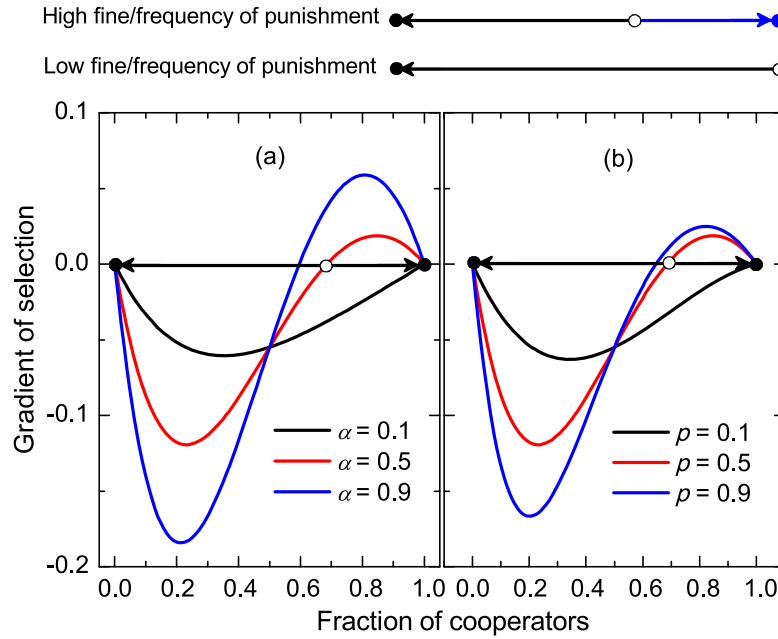 High fine/frequency of punishment
Low fine/frequency of punishment
0.1
0.0
-0.1
-0.2
Gradient of selection
(a)
α = 0.1
α = 0.5
α = 0.9
0.0 0.2 0.4 0.6 0.8 1.0
(b)
p = 0.1
p = 0.5
p = 0.9
0.0 0.2 0.4 0.6 0.8 1.0
Fraction of cooperators